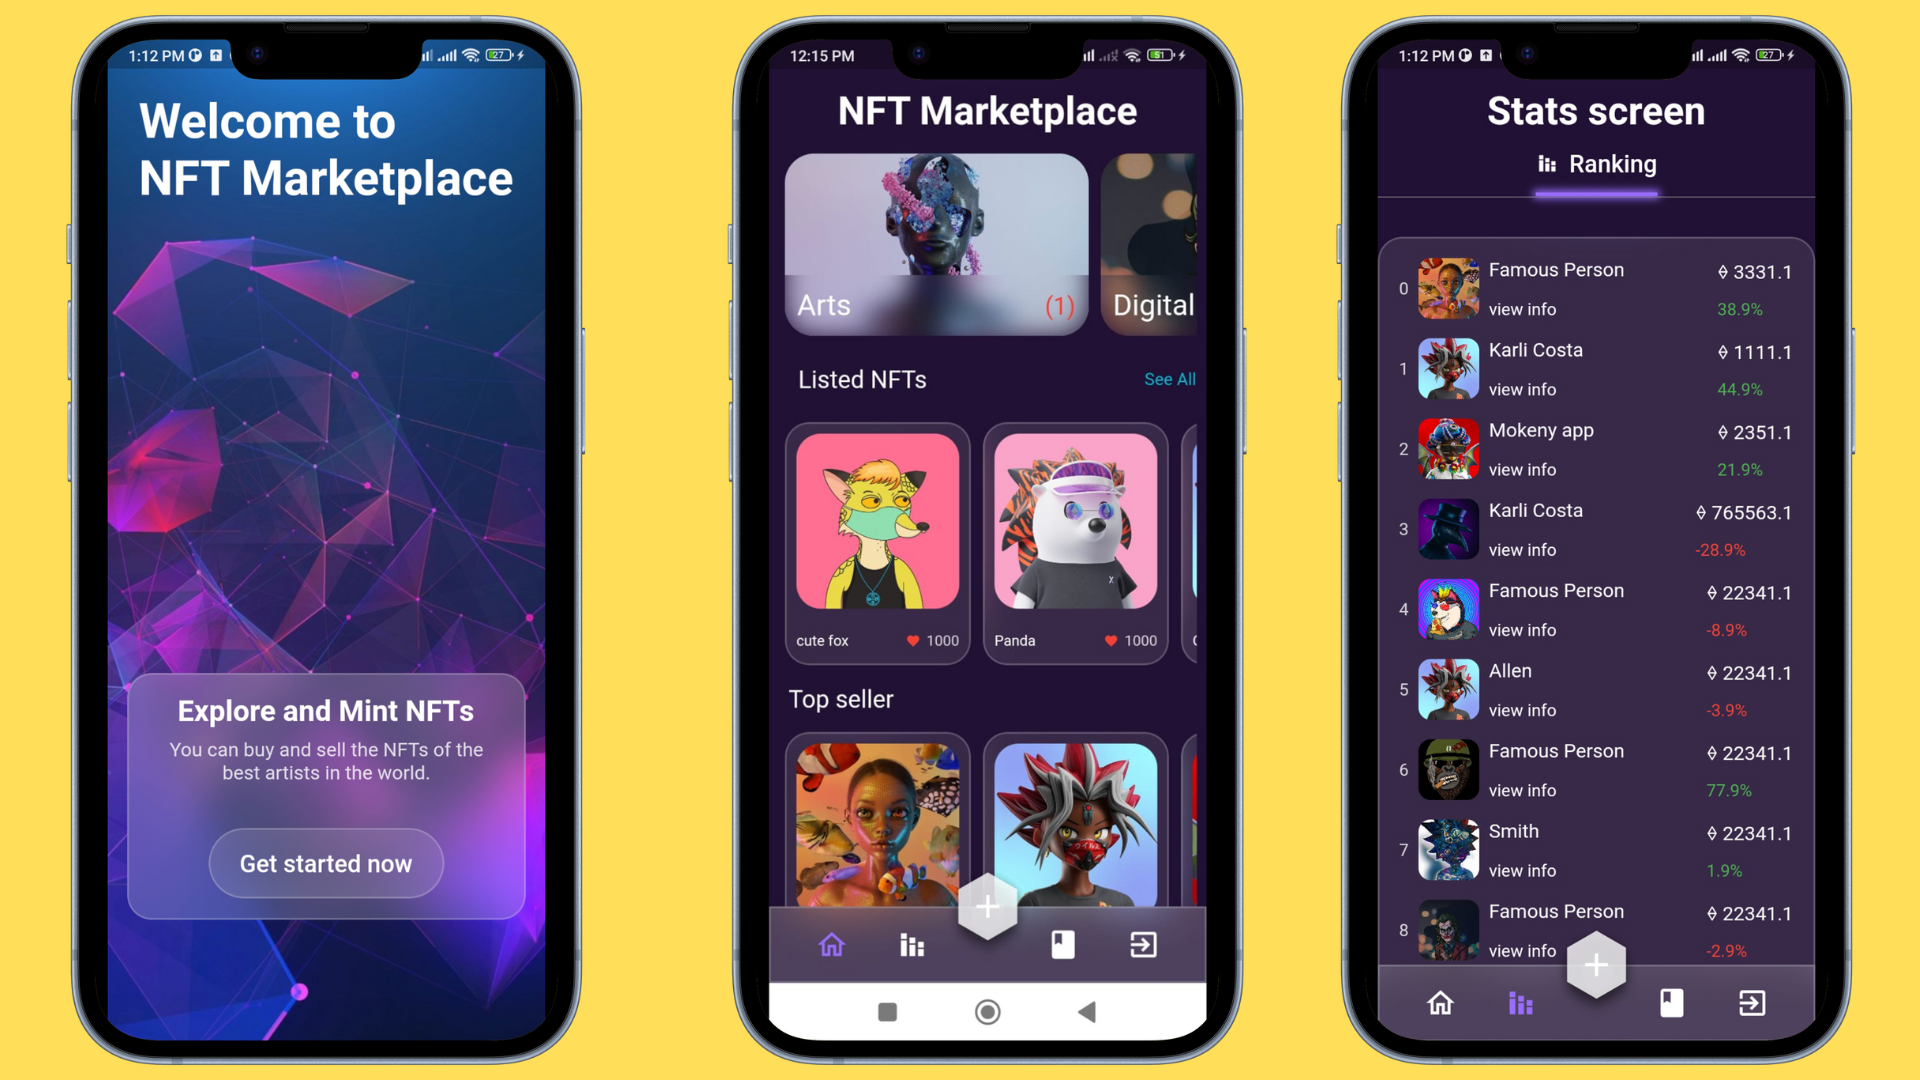 1:12 PM
27
Welcome to
NFT Marketplace
Explore and Mint NFTs
You can buy and sell the NFTs of the
best artists in the world.
Get started now
12:15 PM
51
NFT Marketplace
Arts
(1)
Digital
Listed NFTs
See All
cute fox
1000
Panda
1000
Top seller
1:12 PM
27
Stats screen
Ranking
0
Famous Person
3331.1
view info
38.9%
1
Karli Costa
1111.1
view info
44.9%
2
Mokeny app
2351.1
view info
21.9%
3
Karli Costa
765563.1
view info
-28.9%
4
Famous Person
22341.1
view info
-8.9%
5
Allen
22341.1
view info
-3.9%
6
Famous Person
22341.1
view info
77.9%
7
Smith
22341.1
view info
1.9%
8
Famous Person
22341.1
view info
-2.9%